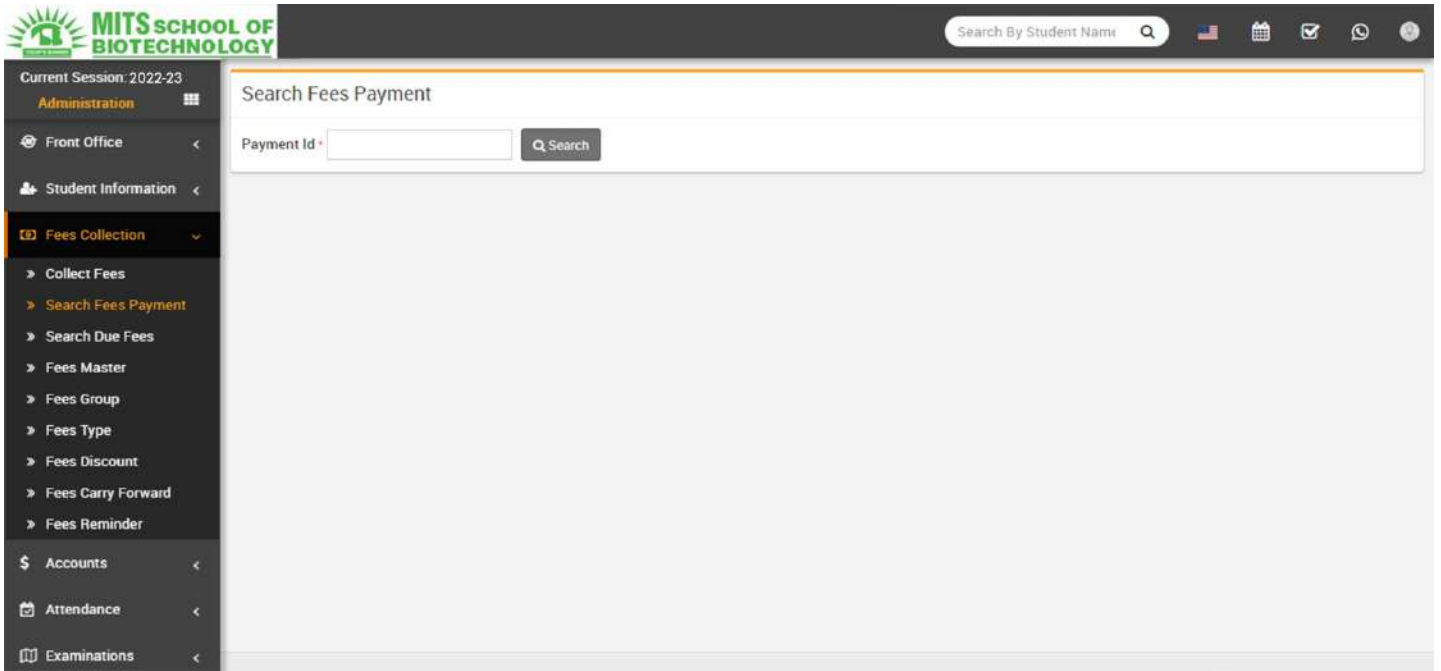 MITS SCHOOL OF
BIOTECHNOLOGY
Search By Student Name
Current Session: 2022-23
Administration
Front Office
Student Information
Fees Collection
Collect Fees
Search Fees Payment
Search Due Fees
Fees Master
Fees Group
Fees Type
Fees Discount
Fees Carry Forward
Fees Reminder
$ Accounts
Attendance
Examinations
Search Fees Payment
Payment Id *
Search